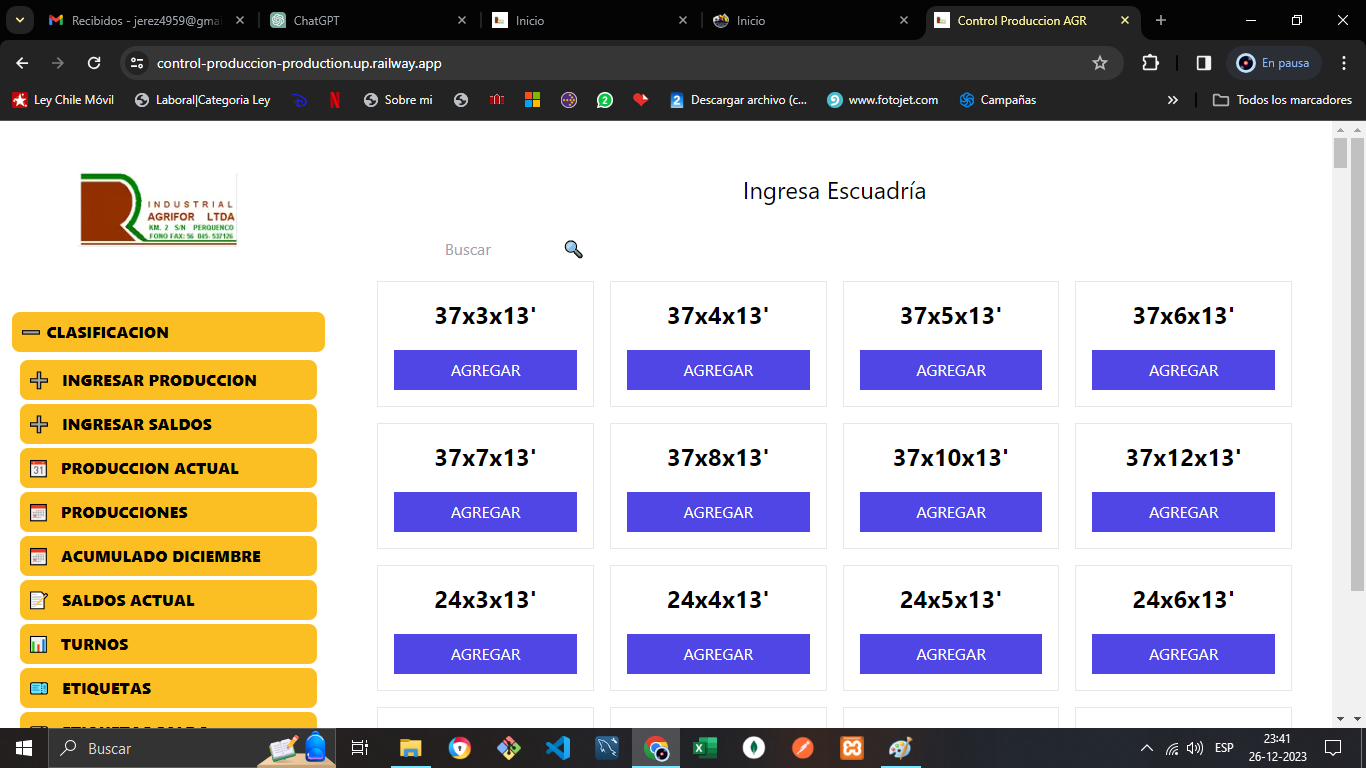 Recibidos - jerez4959@gmai
ChatGPT
Inicio
Inicio
Control Produccion AGR
control-produccion-production.up.railway.app
En pausa
Ley Chile Móvil
Laboral|Categoria Ley
Sobre mi
Descargar archivo (c...
www.fotojet.com
Campañas
Todos los marcadores
INDUSTRIAL
AGRIFOR LTDA
KM. 2 S/N PERQUENCO
FONO FAX: 56 045. 537126
Ingresa Escuadría
Buscar
CLASIFICACION
INGRESAR PRODUCCION
INGRESAR SALDOS
PRODUCCION ACTUAL
PRODUCCIONES
ACUMULADO DICIEMBRE
SALDOS ACTUAL
TURNOS
ETIQUETAS
37x3x13' 37x4x13' 37x5x13' 37x6x13'
AGREGAR AGREGAR AGREGAR AGREGAR
37x7x13' 37x8x13' 37x10x13' 37x12x13'
AGREGAR AGREGAR AGREGAR AGREGAR
24x3x13' 24x4x13' 24x5x13' 24x6x13'
AGREGAR AGREGAR AGREGAR AGREGAR
Buscar
ESP
23:41
26-12-2023